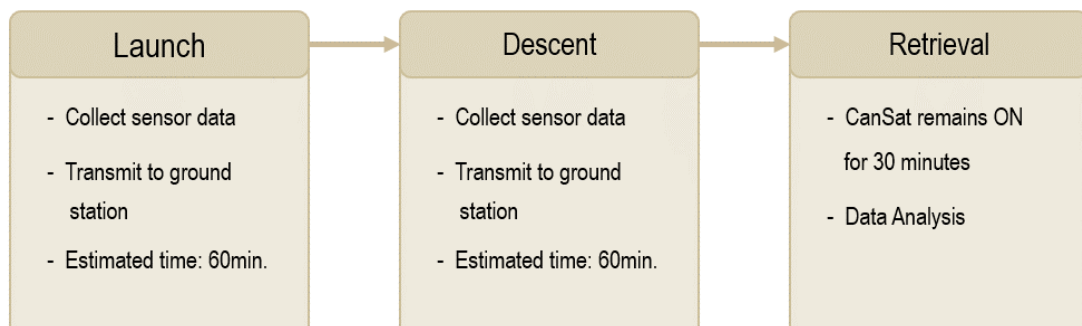 Launch
- Collect sensor data
- Transmit to ground
station
- Estimated time: 60min.
Descent
- Collect sensor data
- Transmit to ground
station
- Estimated time: 60min.
Retrieval
- CanSat remains ON
for 30 minutes
- Data Analysis